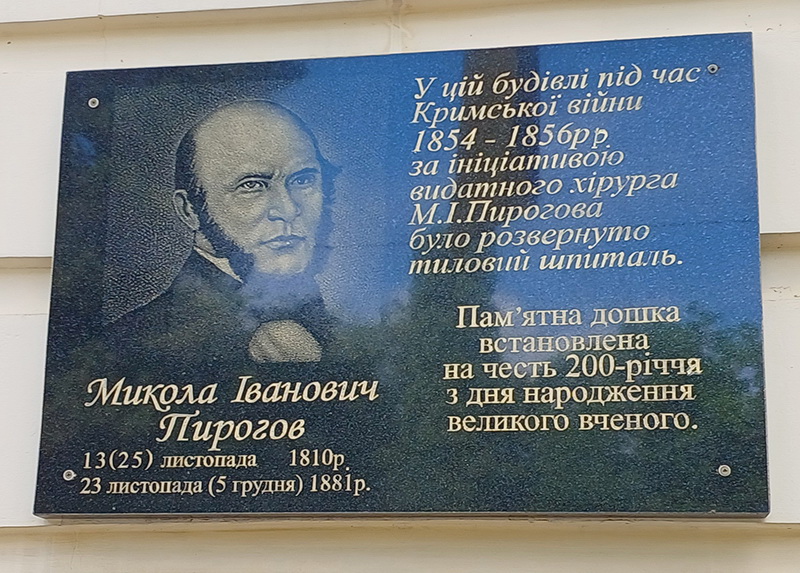 Микола Іванович
Пирогов
13(25) листопада 1810р.
23 листопада (5 грудня) 1881р.
У цій будівлі під час
Кримської війни
1854 - 1856рр
за ініціативою
видатного хірурга
М.І.Пирогова
було розвернуто
тиловий шпиталь.
Пам'ятна дошка
встановлена
на честь 200-річчя
з дня народження
великого вченого.